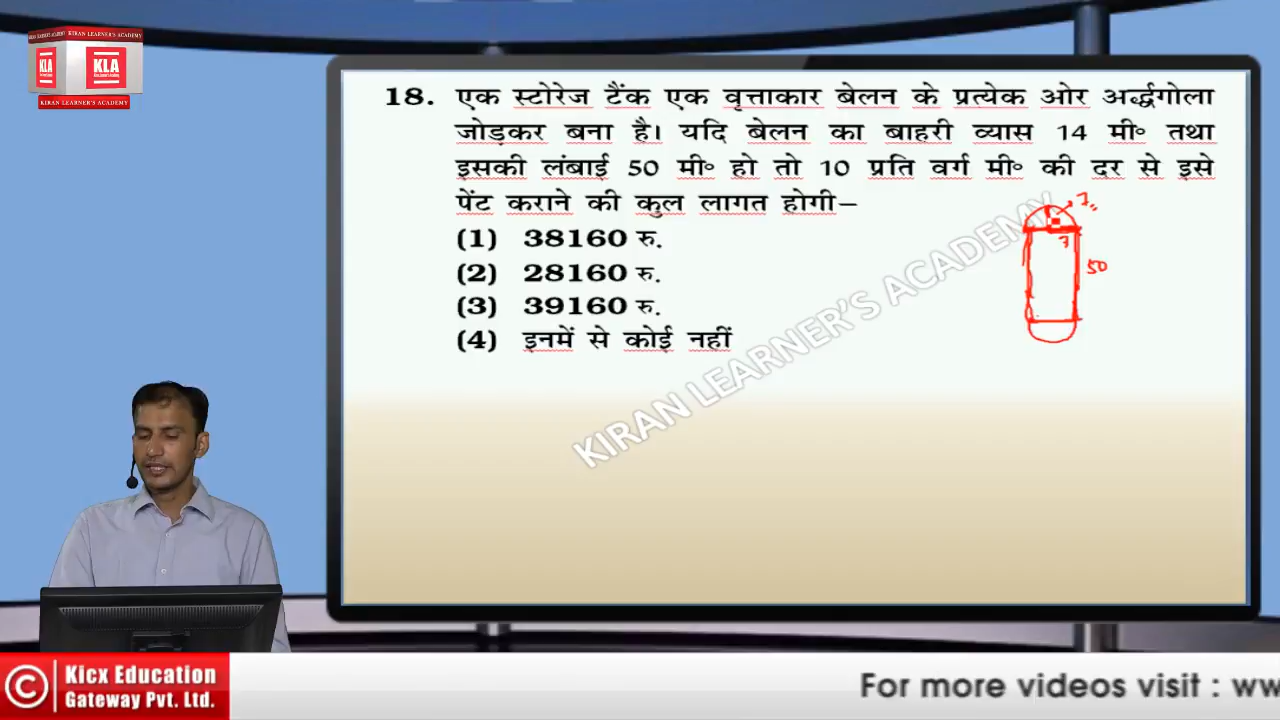 KIRAN LEARNER'S ACADEMY
KLA
KLA
KIRAN LEARNER'S ACADEMY
18. एक स्टोरेज टैंक एक वृत्ताकार बेलन के प्रत्येक ओर अर्द्धगोला
जोड़कर बना है। यदि बेलन का बाहरी व्यास 14 मी॰ तथा
इसकी लंबाई 50 मी॰ हो तो 10 प्रति वर्ग मी॰ की दर से इसे
पेंट कराने की कुल लागत होगी–
(1) 38160 रु.
(2) 28160 रु.
(3) 39160 रु.
(4) इनमें से कोई नहीं
7
7
50
KIRAN LEARNER'S ACADEMY
© Kicx Education
Gateway Pvt. Ltd.
For more videos visit : ww